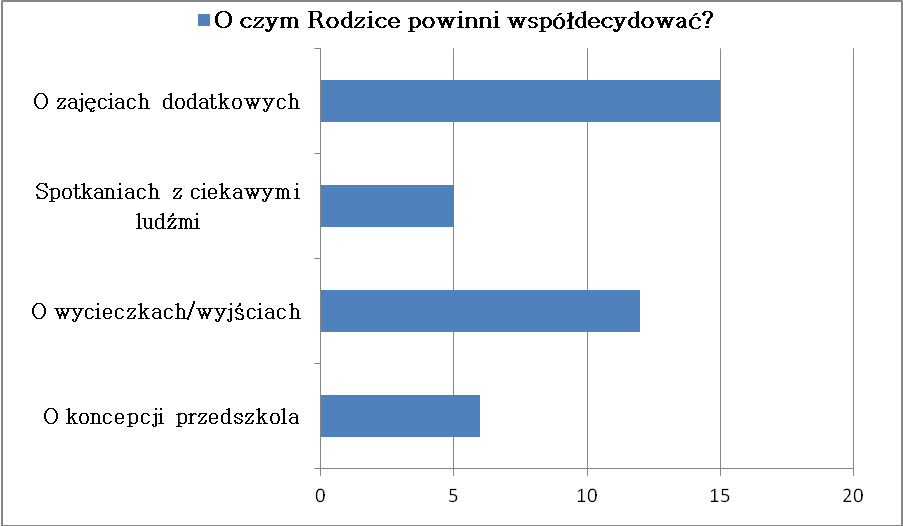 O czym Rodzice powinni współdecydować?
O zajęciach dodatkowych
Spotkaniach z ciekawymi
ludźmi
O wycieczkach/wyjściach
O koncepcji przedszkola
0 5 10 15 20